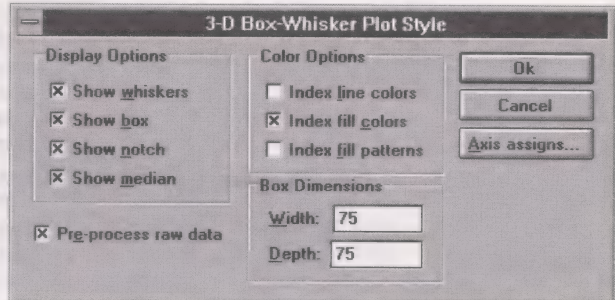 3-D Box-Whisker Plot Style
Display Options
Show whiskers
Show box
Show notch
Show median
Pre-process raw data
Color Options
Index line colors
Index fill colors
Index fill patterns
Box Dimensions
Width: 75
Depth: 75
Ok
Cancel
Axis assigns...